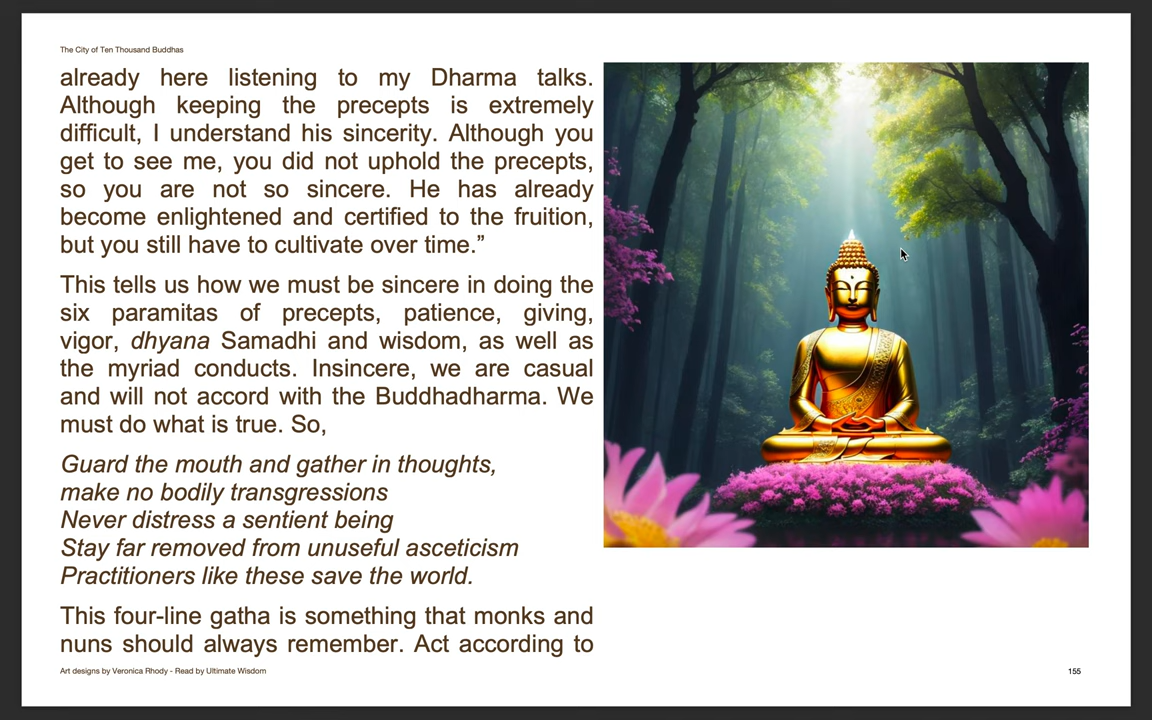 The City of Ten Thousand Buddhas
already here listening to my Dharma talks.
Although keeping the precepts is extremely
difficult, I understand his sincerity. Although you
get to see me, you did not uphold the precepts,
so you are not so sincere. He has already
become enlightened and certified to the fruition,
but you still have to cultivate over time.”
This tells us how we must be sincere in doing the
six paramitas of precepts, patience, giving,
vigor, dhyana Samadhi and wisdom, as well as
the myriad conducts. Insincere, we are casual
and will not accord with the Buddhadharma. We
must do what is true. So,
Guard the mouth and gather in thoughts,
make no bodily transgressions
Never distress a sentient being
Stay far removed from unuseful asceticism
Practitioners like these save the world.
This four-line gatha is something that monks and
nuns should always remember. Act according to
Art designs by Veronica Rhody - Read by Ultimate Wisdom
155